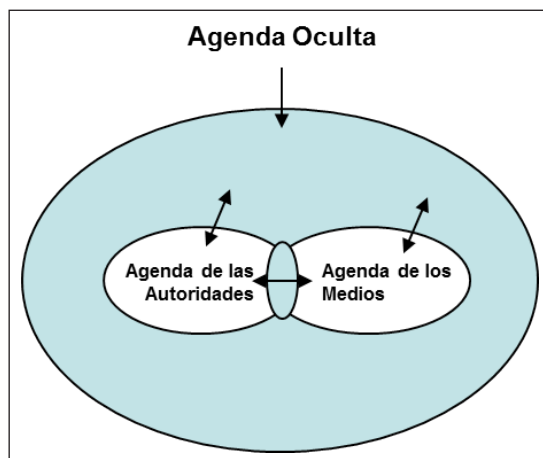 Agenda Oculta
Agenda de las
Autoridades
Agenda de los
Medios